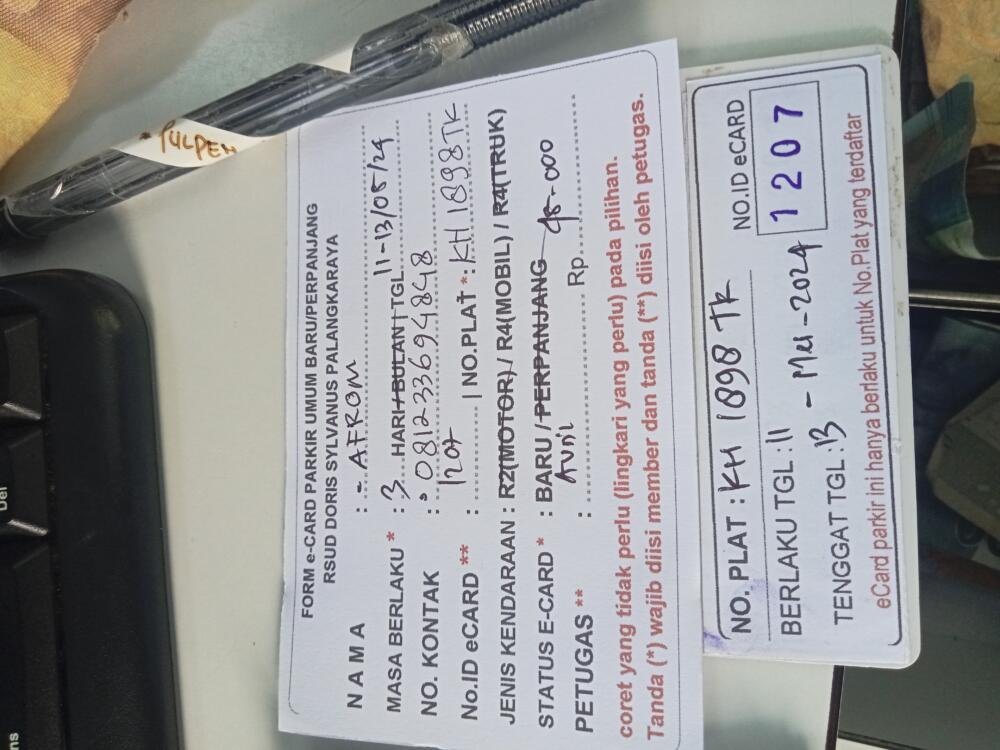 FORM e-CARD PARKIR UMUM BARU/PERPANJANG
RSUD DORIS SYLVANUS PALANGKARAYA
N A M A : - AFROM
MASA BERLAKU * : 3 HARI/BULAN TGL 11-13/05/24
NO. KONTAK : 081233694848
No.ID eCARD ** : 1207 | NO.PLAT * : KH 1898 TK
JENIS KENDARAAN : R2(MOTOR) / R4(MOBIL) / R4(TRUK)
STATUS E-CARD * : BARU / PERPANJANG
PETUGAS ** : Rp. 48-000
coret yang tidak perlu (lingkari yang perlu) pada pilihan.
Tanda (*) wajib diisi member dan tanda (**) diisi oleh petugas.
NO. PLAT : KH 1898 TK
NO.ID eCARD
1207
BERLAKU TGL : 11 - Mei - 2024
TENGGAT TGL : 13
eCard parkir ini hanya berlaku untuk No.Plat yang terdaftar
PULPEN
Del
ns